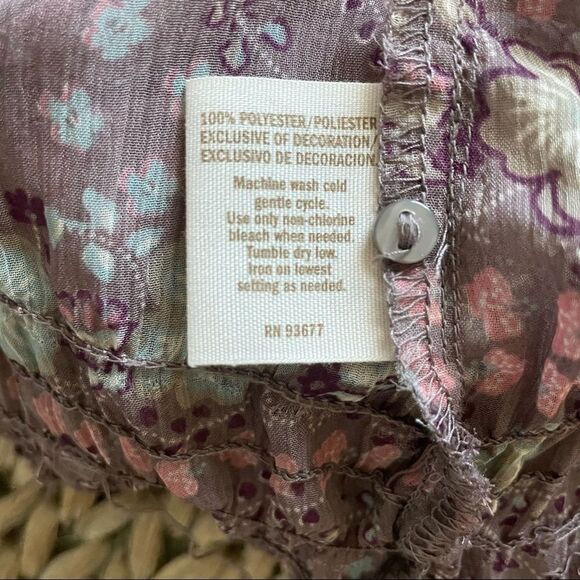 100% POLYESTER/POLIESTER
EXCLUSIVE OF DECORATION/
EXCLUSIVO DE DECORACION
Machine wash cold
gentle cycle.
Use only non-chlorine
bleach when needed.
Tumble dry low.
Iron on lowest
setting as needed.
RN 93677